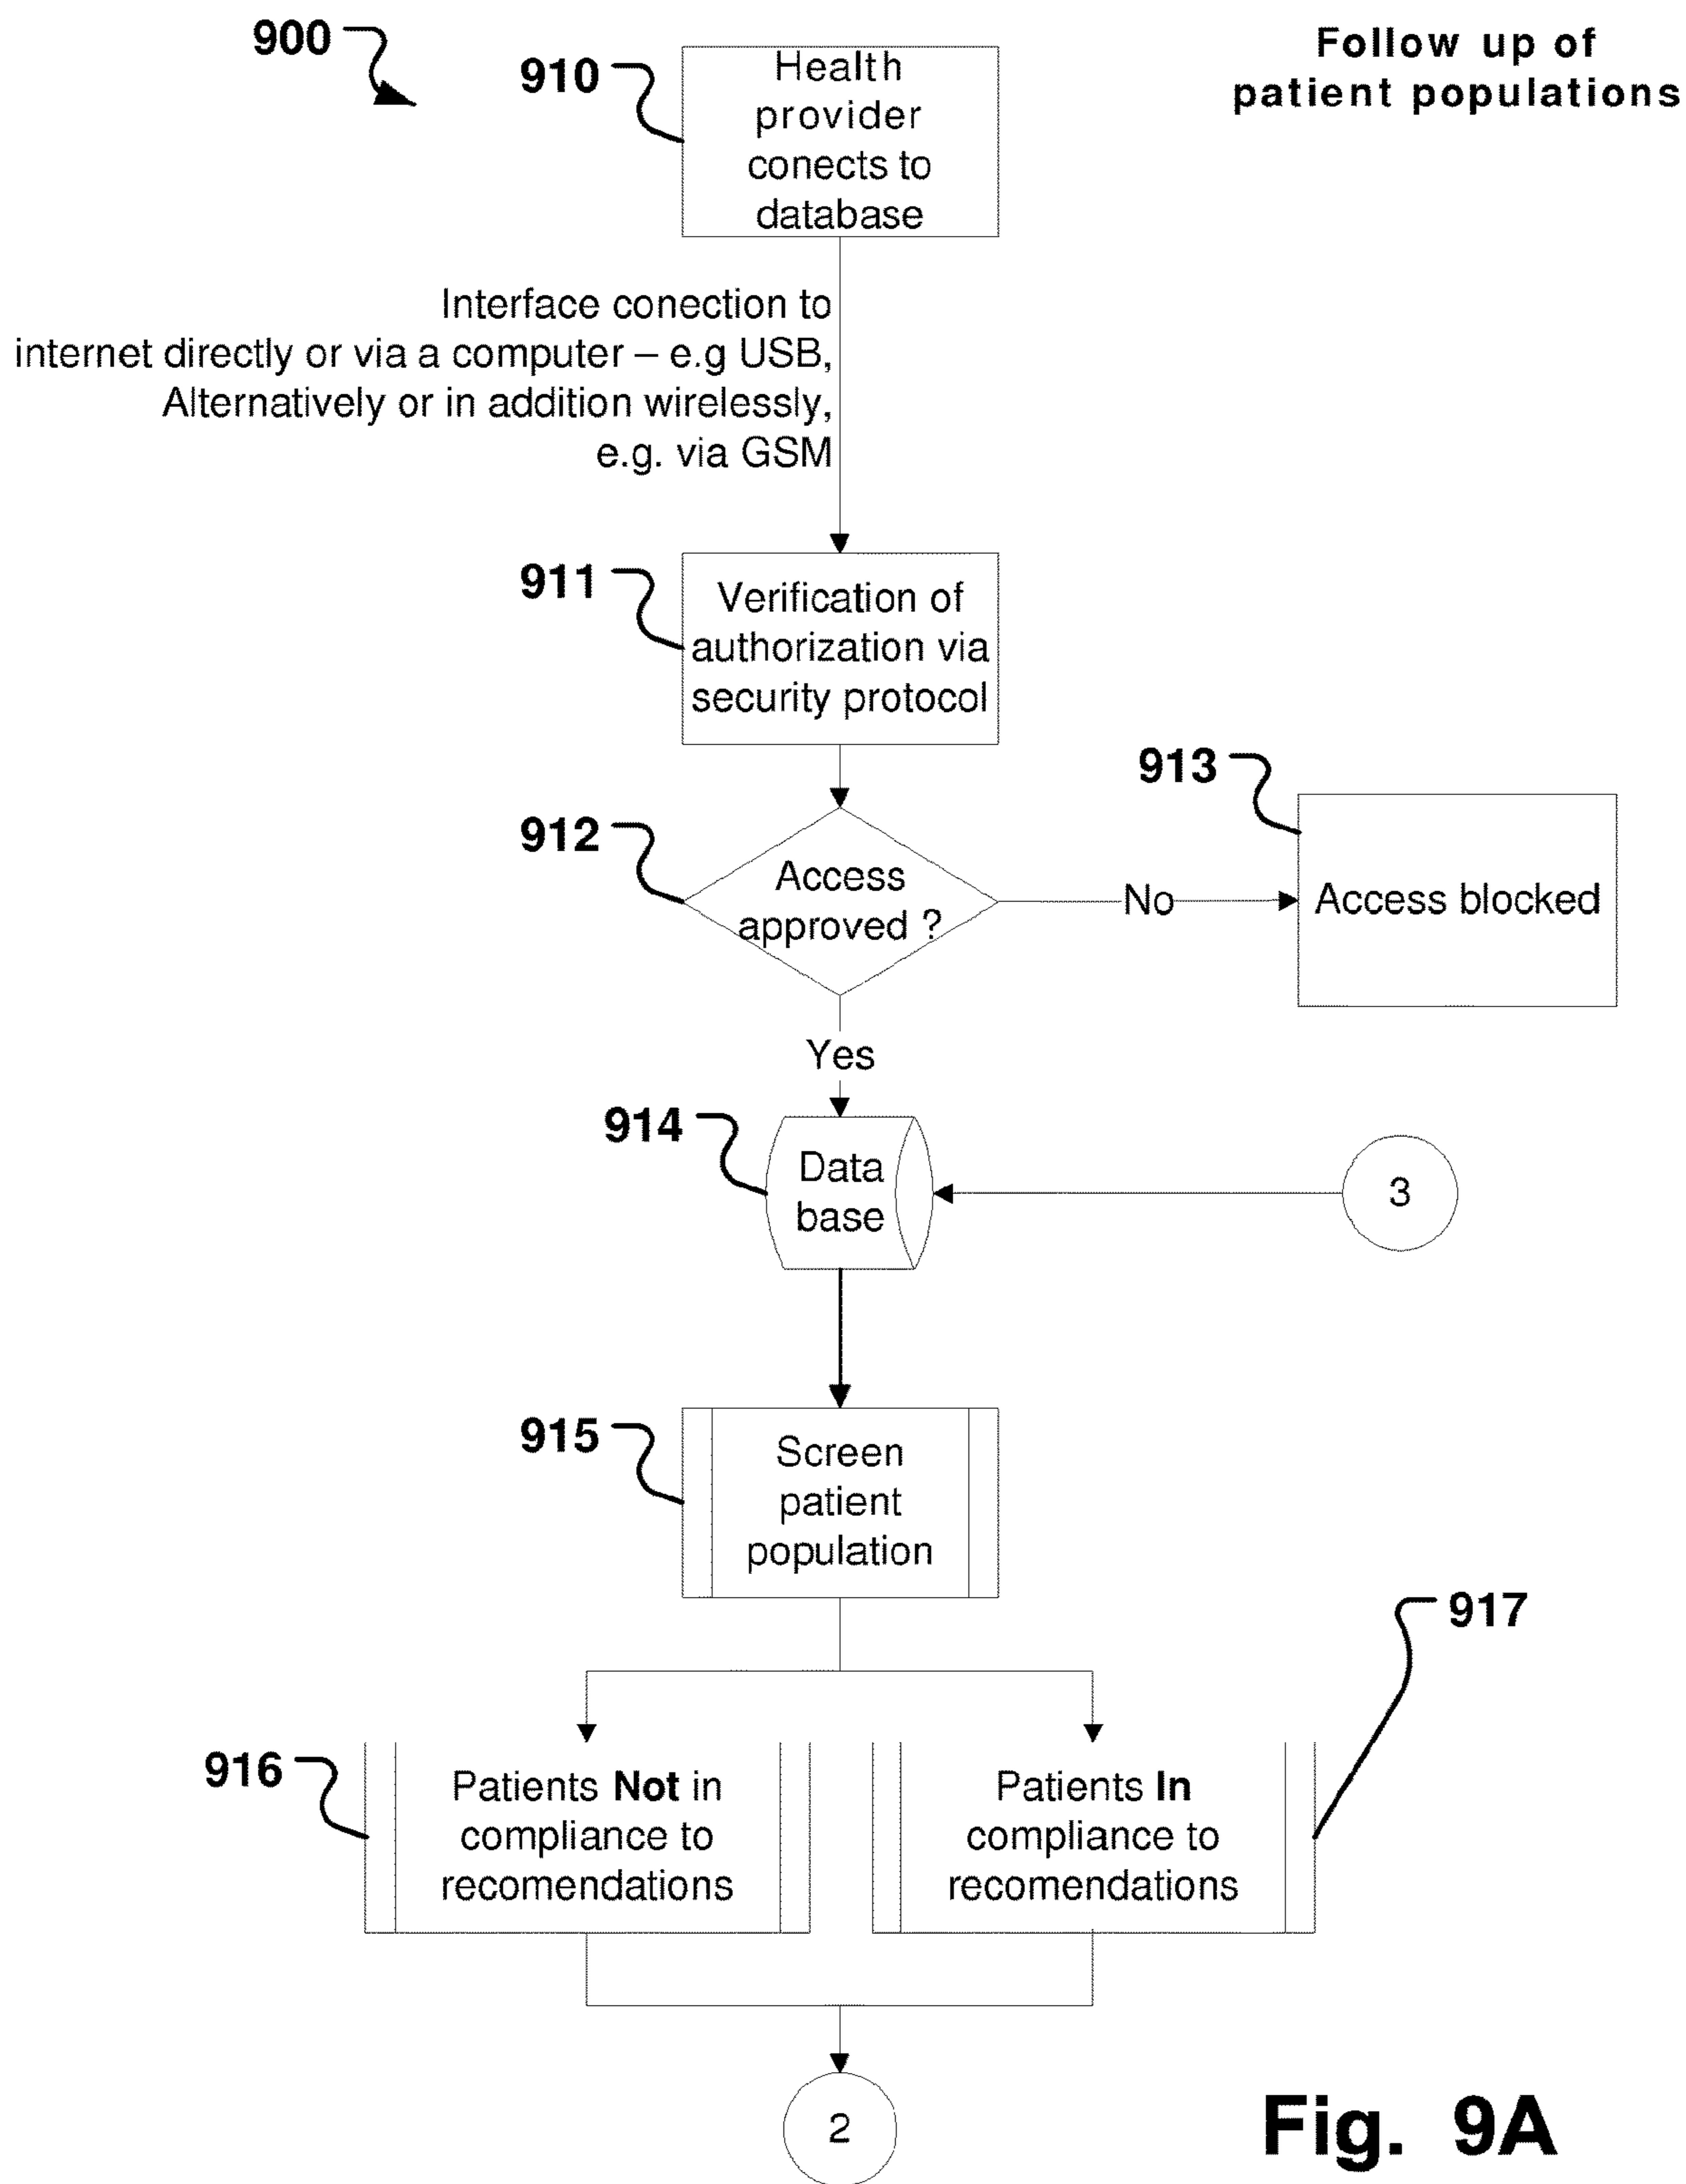 900
Follow up of
patient populations
910
Health
provider
conects to
database
Interface conection to
internet directly or via a computer – e.g USB,
Alternatively or in addition wirelessly,
e.g. via GSM
911
Verification of
authorization via
security protocol
912
Access
approved ?
No
913
Access blocked
Yes
914
Data
base
3
915
Screen
patient
population
916
Patients Not in
compliance to
recomendations
917
Patients In
compliance to
recomendations
2
Fig. 9A